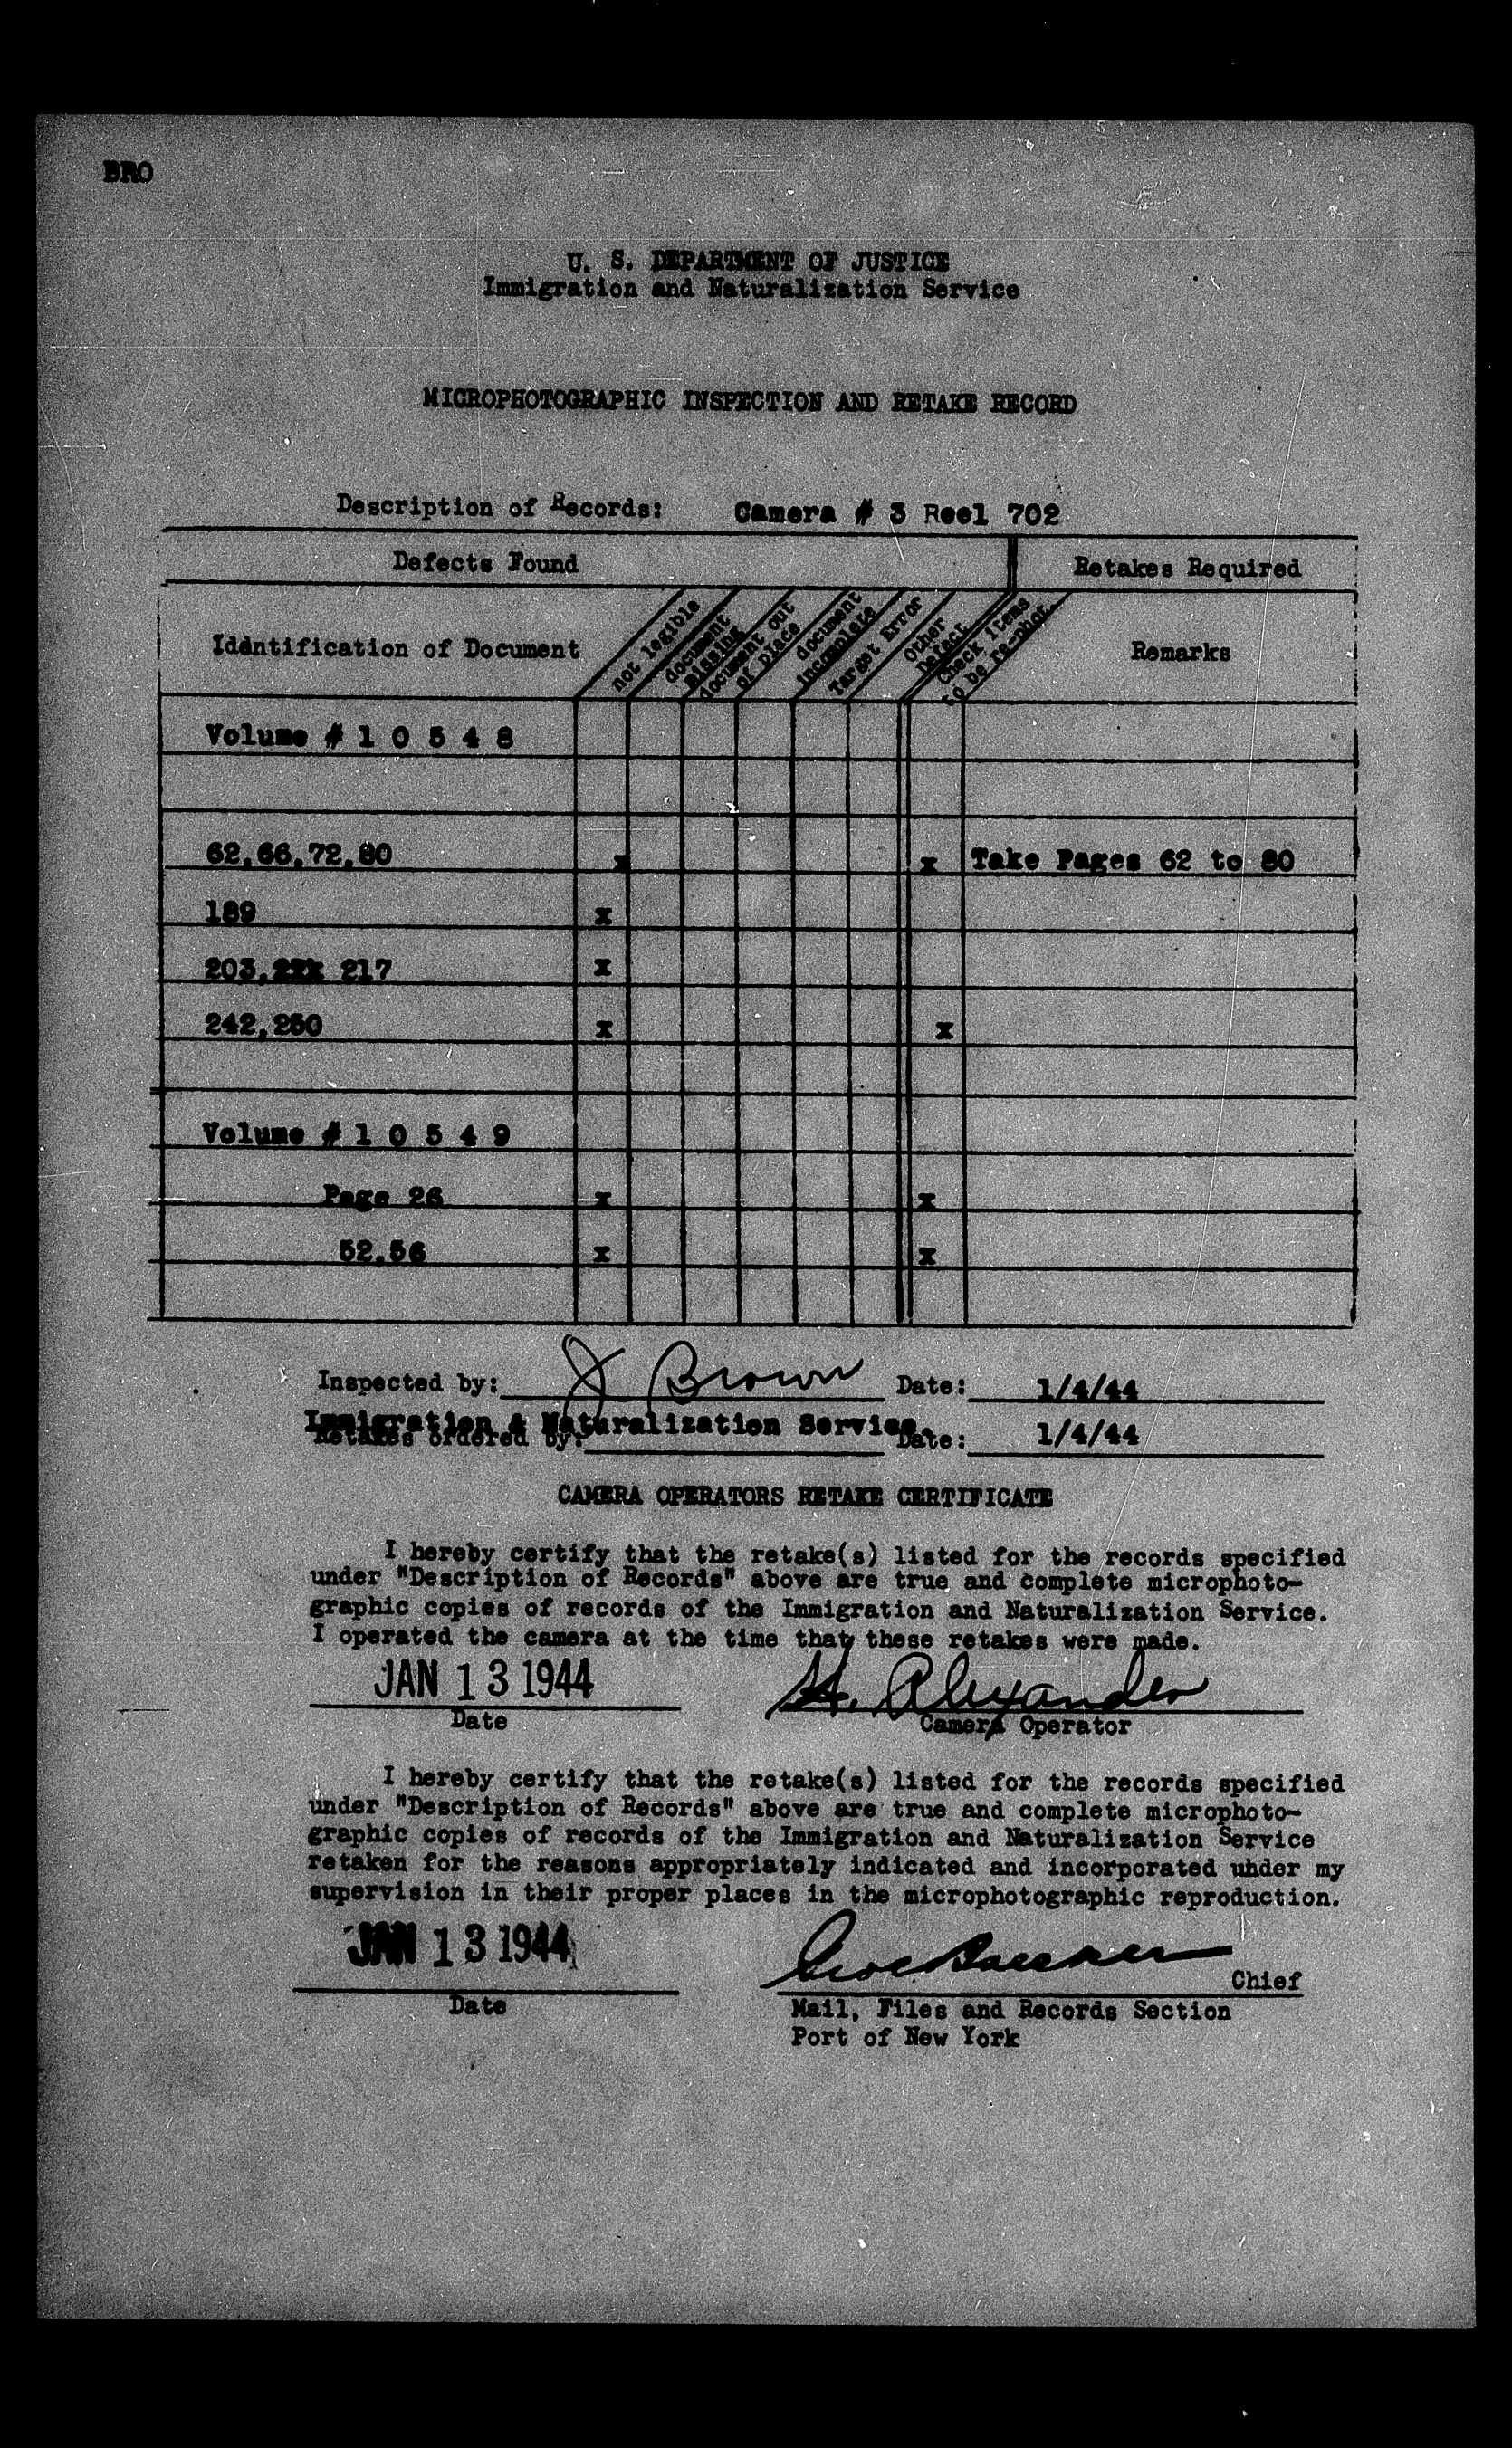 BRO
U. S. DEPARTMENT OF JUSTICE
Immigration and Naturalization Service
MICROPHOTOGRAPHIC INSPECTION AND RETAKE RECORD
Description of Records: Camera # 3 Reel 702
Defects Found Retakes Required
Identification of Document
not legible
document
missing
document out
of place
document
incomplete
Target Error
Other
Defect
Check items
to be re-phot.
Remarks
Volume # 1 0 5 4 8
62,66,72,80 x x Take Pages 62 to 80
189 x
203, 217 x
242,250 x x
Volume # 1 0 5 4 9
Page 26 x x
52,56 x x
Inspected by: J Brown Date: 1/4/44
Immigration & Naturalization Service.
Retakes ordered by: Date: 1/4/44
CAMERA OPERATORS RETAKE CERTIFICATE
I hereby certify that the retake(s) listed for the records specified
under "Description of Records" above are true and complete microphoto-
graphic copies of records of the Immigration and Naturalization Service.
I operated the camera at the time that these retakes were made.
JAN 13 1944 H. Alexander
Date Camera Operator
I hereby certify that the retake(s) listed for the records specified
under "Description of Records" above are true and complete microphoto-
graphic copies of records of the Immigration and Naturalization Service
retaken for the reasons appropriately indicated and incorporated under my
supervision in their proper places in the microphotographic reproduction.
JAN 13 1944
Chief
Date Mail, Files and Records Section
Port of New York